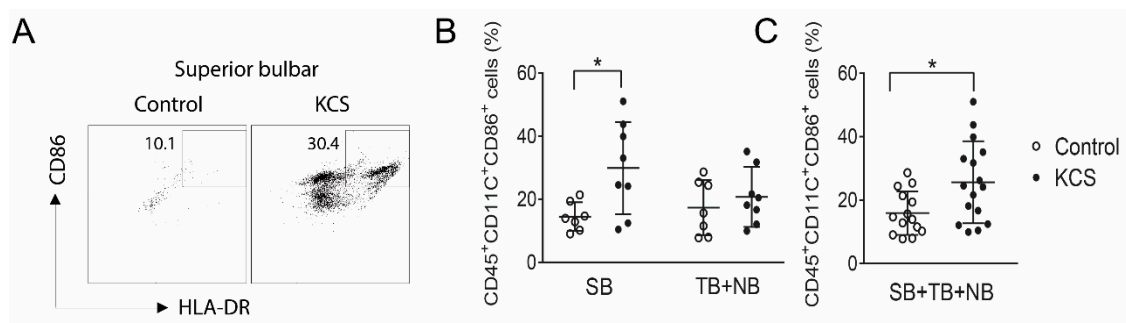 A
Superior bulbar
Control KCS
CD86
10.1
30.4
HLA-DR
B
CD45+CD11C+CD86+ cells (%)
60
40
20
0
*
SB TB+NB
C
CD45+CD11C+CD86+ cells (%)
60
40
20
0
*
SB+TB+NB
Control
KCS